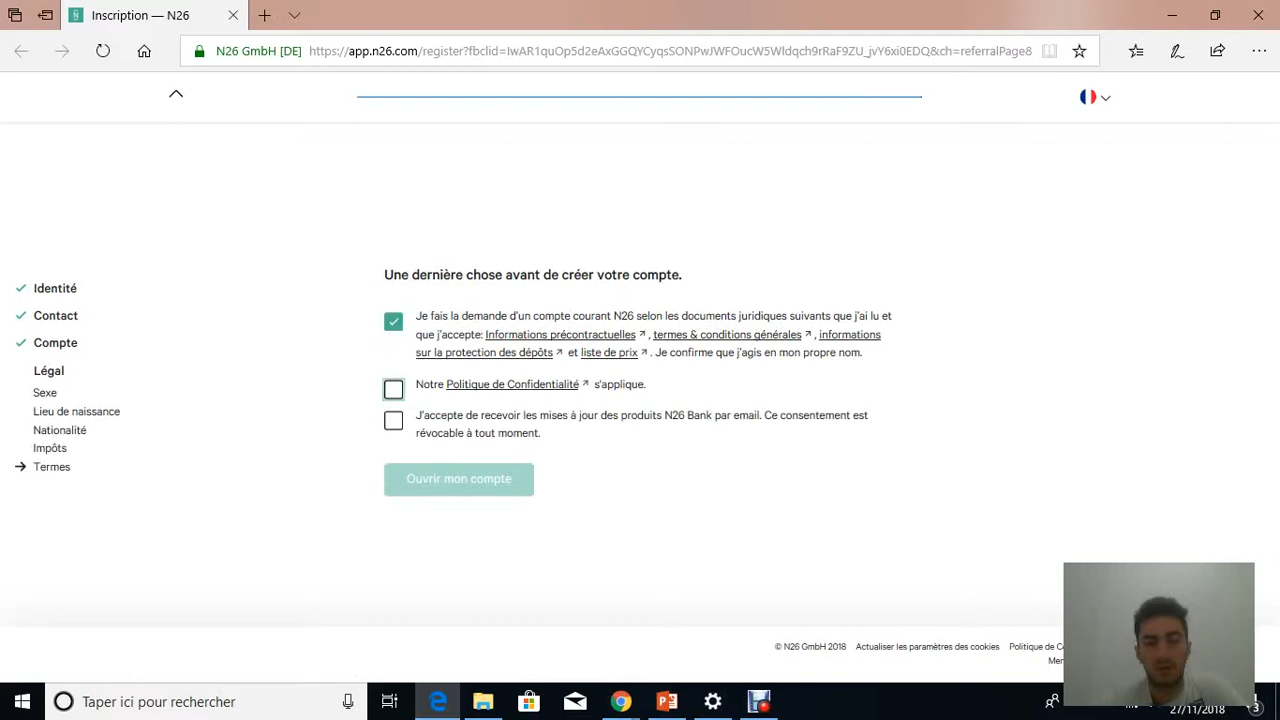 Inscription — N26
N26 GmbH [DE] https://app.n26.com/register?fbclid=IwAR1quOp5d2eAxGGQYCyqsSONPwJWFOucW5Wldqch9rRaF9ZU_jvY6xi0EDQ&ch=referralPage8
Une dernière chose avant de créer votre compte.
Identité
Contact
Compte
Légal
Sexe
Lieu de naissance
Nationalité
Impôts
Termes
Je fais la demande d'un compte courant N26 selon les documents juridiques suivants que j'ai lu et
que j'accepte: Informations précontractuelles, termes & conditions générales, informations
sur la protection des dépôts et liste de prix. Je confirme que j'agis en mon propre nom.
Notre Politique de Confidentialité s'applique.
J'accepte de recevoir les mises à jour des produits N26 Bank par email. Ce consentement est
révocable à tout moment.
Ouvrir mon compte
© N26 GmbH 2018 Actualiser les paramètres des cookies Politique de
Taper ici pour rechercher
27/11/2018
3